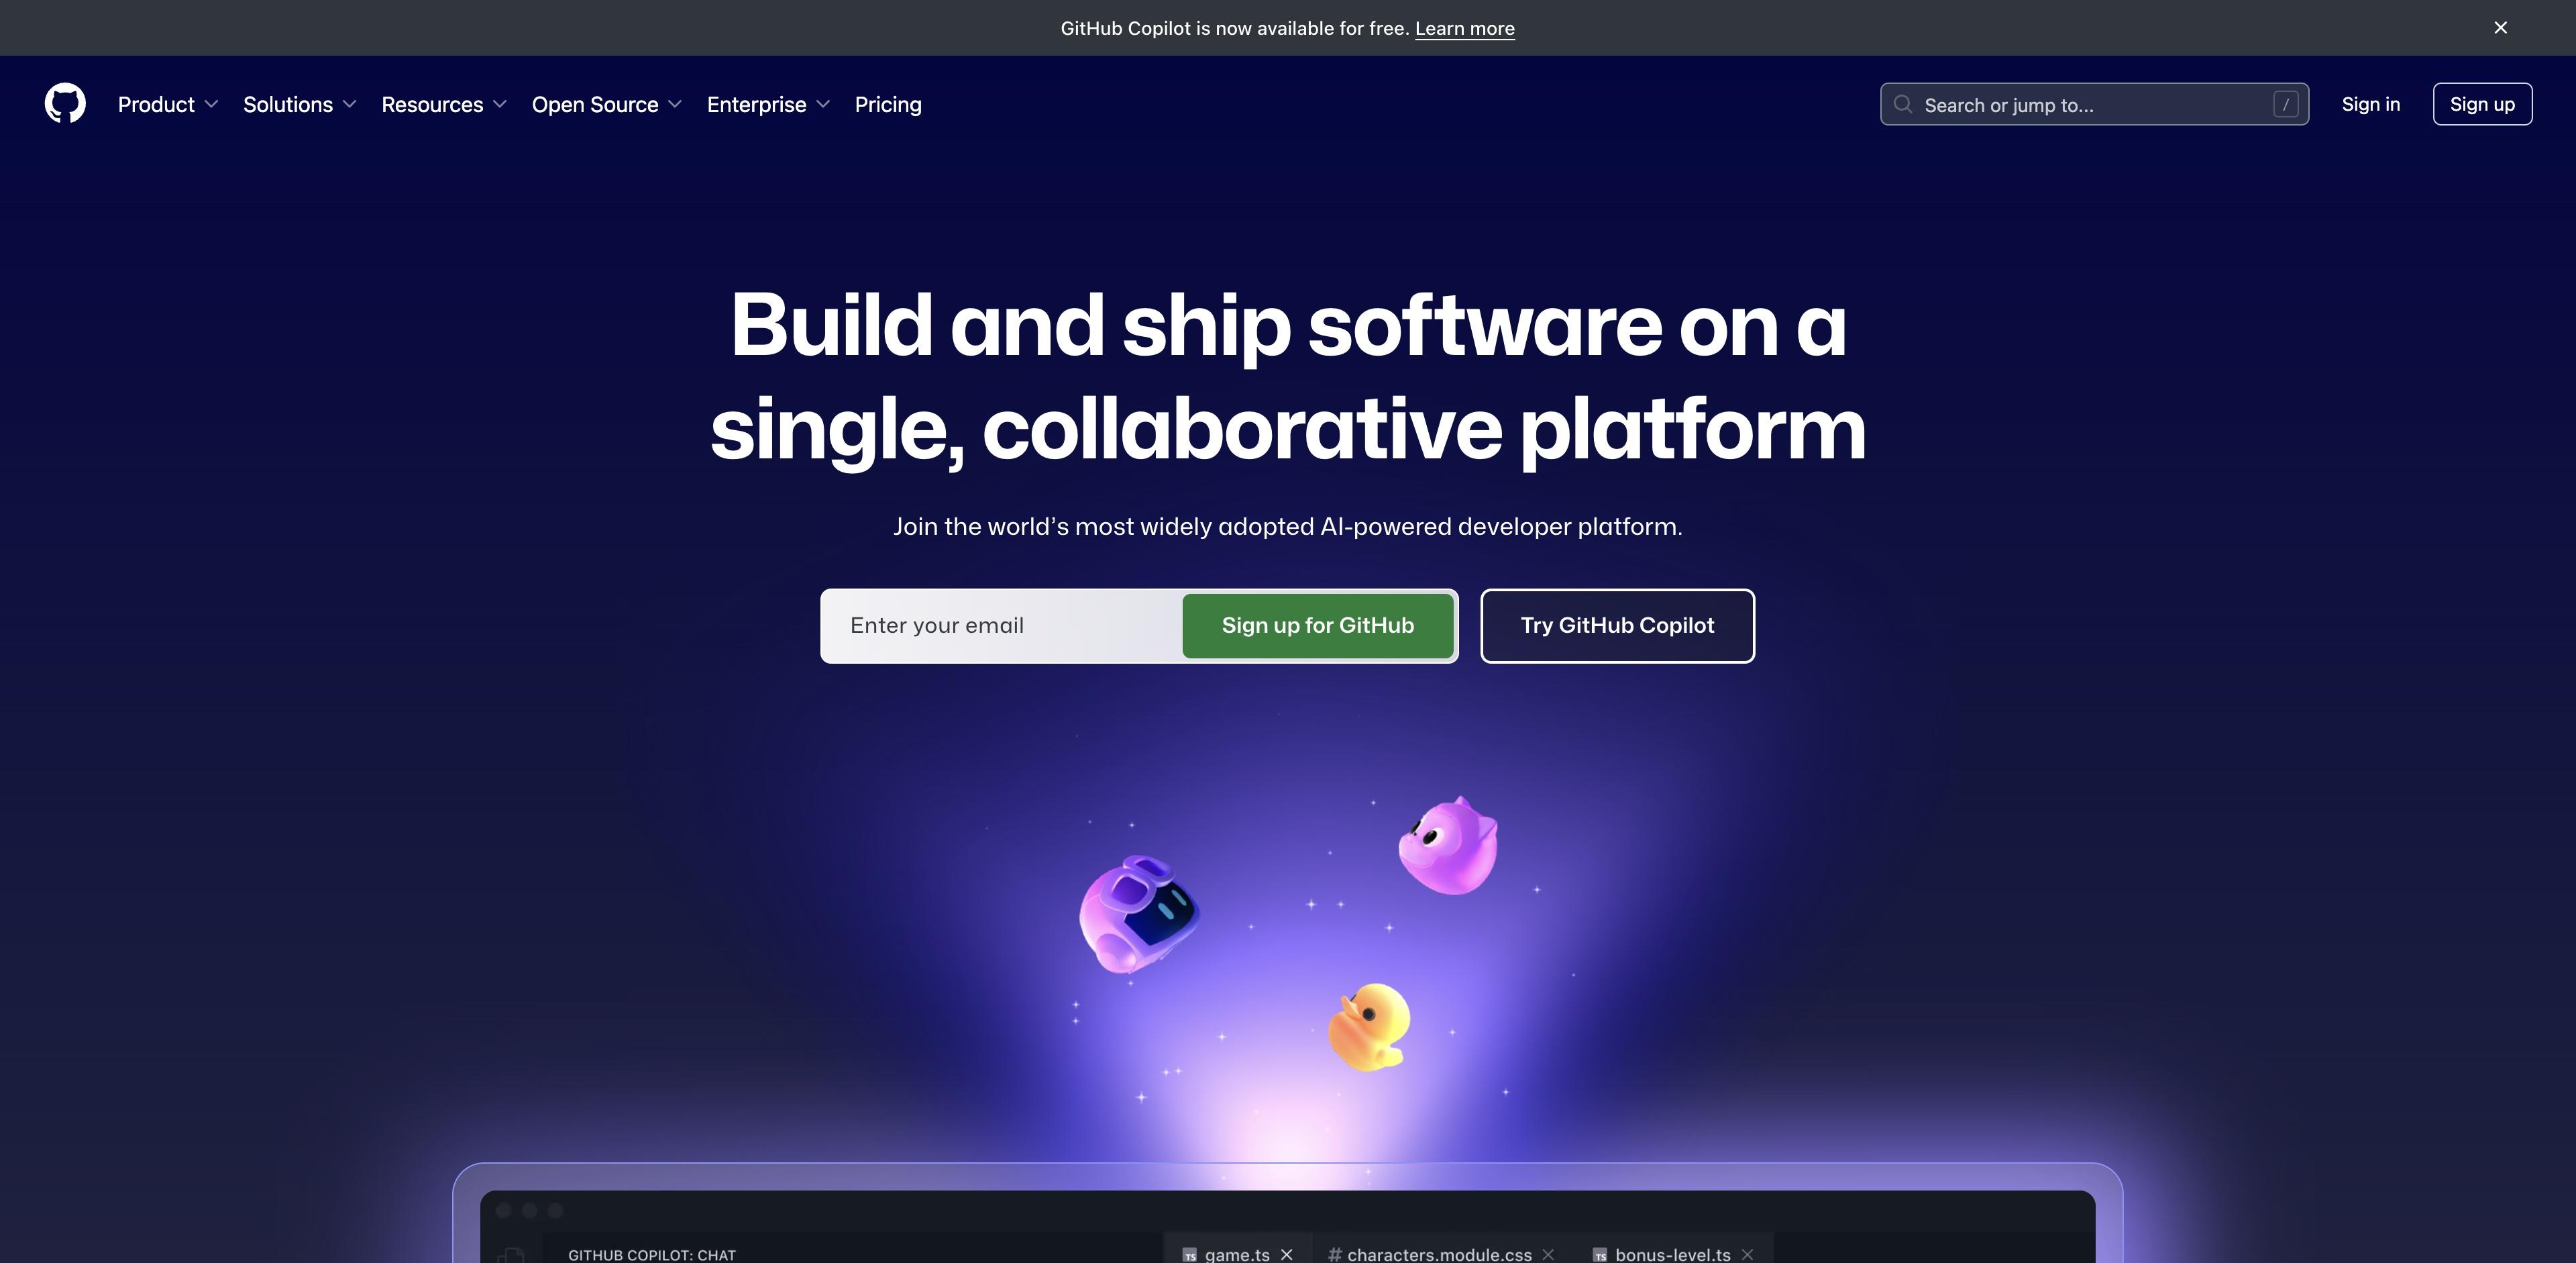 GitHub Copilot is now available for free. Learn more
Product Solutions Resources Open Source Enterprise Pricing Search or jump to... / Sign in Sign up
Build and ship software on a
single, collaborative platform
Join the world’s most widely adopted AI-powered developer platform.
Enter your email Sign up for GitHub Try GitHub Copilot
GITHUB COPILOT: CHAT TS game.ts # characters.module.css TS bonus-level.ts